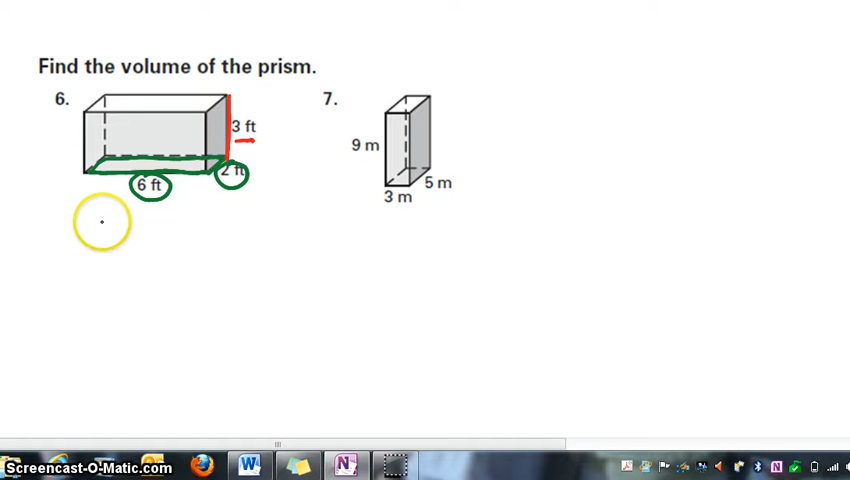 Find the volume of the prism.
6.
3 ft
2 ft
6 ft
7.
9 m
5 m
3 m
Screencast-O-Matic.com